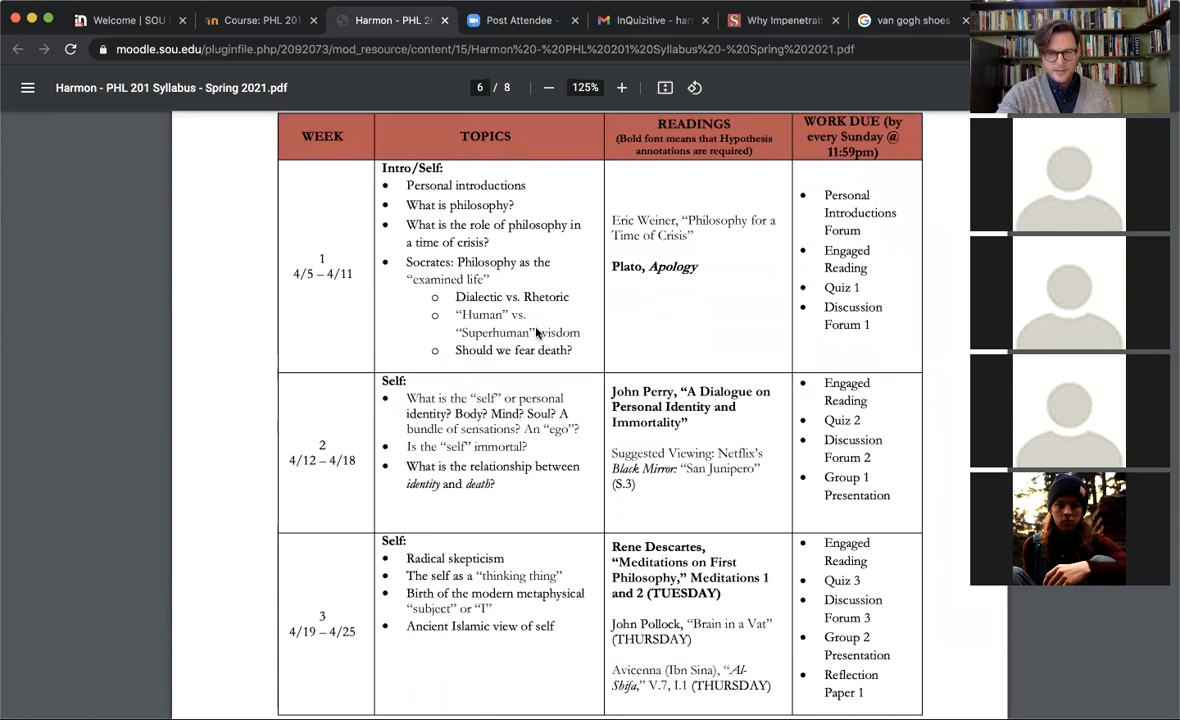 Welcome | SOU |
Course: PHL 201
Harmon - PHL 2
Post Attendee -
InQuizitive - har
Why Impenetrab
van gogh shoes
moodle.sou.edu/pluginfile.php/2092073/mod_resource/content/15/Harmon%20-%20PHL%20201%20Syllabus%20-%20Spring%202021.pdf
Harmon - PHL 201 Syllabus - Spring 2021.pdf
6 / 8
125%
WEEK
TOPICS
READINGS
(Bold font means that Hypothesis
annotations are required)
WORK DUE (by
every Sunday @
11:59pm)
1
4/5 – 4/11
Intro/Self:
• Personal introductions
• What is philosophy?
• What is the role of philosophy in
a time of crisis?
• Socrates: Philosophy as the
“examined life”
o Dialectic vs. Rhetoric
o “Human” vs.
“Superhuman” wisdom
o Should we fear death?
Eric Weiner, “Philosophy for a
Time of Crisis”
Plato, Apology
• Personal
Introductions
Forum
• Engaged
Reading
• Quiz 1
• Discussion
Forum 1
2
4/12 – 4/18
Self:
• What is the “self” or personal
identity? Body? Mind? Soul? A
bundle of sensations? An “ego”?
• Is the “self” immortal?
• What is the relationship between
identity and death?
John Perry, “A Dialogue on
Personal Identity and
Immortality”
Suggested Viewing: Netflix’s
Black Mirror: “San Junipero”
(S.3)
• Engaged
Reading
• Quiz 2
• Discussion
Forum 2
• Group 1
Presentation
3
4/19 – 4/25
Self:
• Radical skepticism
• The self as a “thinking thing”
• Birth of the modern metaphysical
“subject” or “I”
• Ancient Islamic view of self
Rene Descartes,
“Meditations on First
Philosophy,” Meditations 1
and 2 (TUESDAY)
John Pollock, “Brain in a Vat”
(THURSDAY)
Avicenna (Ibn Sina), “Al-
Shifa,” V.7, I.1 (THURSDAY)
• Engaged
Reading
• Quiz 3
• Discussion
Forum 3
• Group 2
Presentation
• Reflection
Paper 1